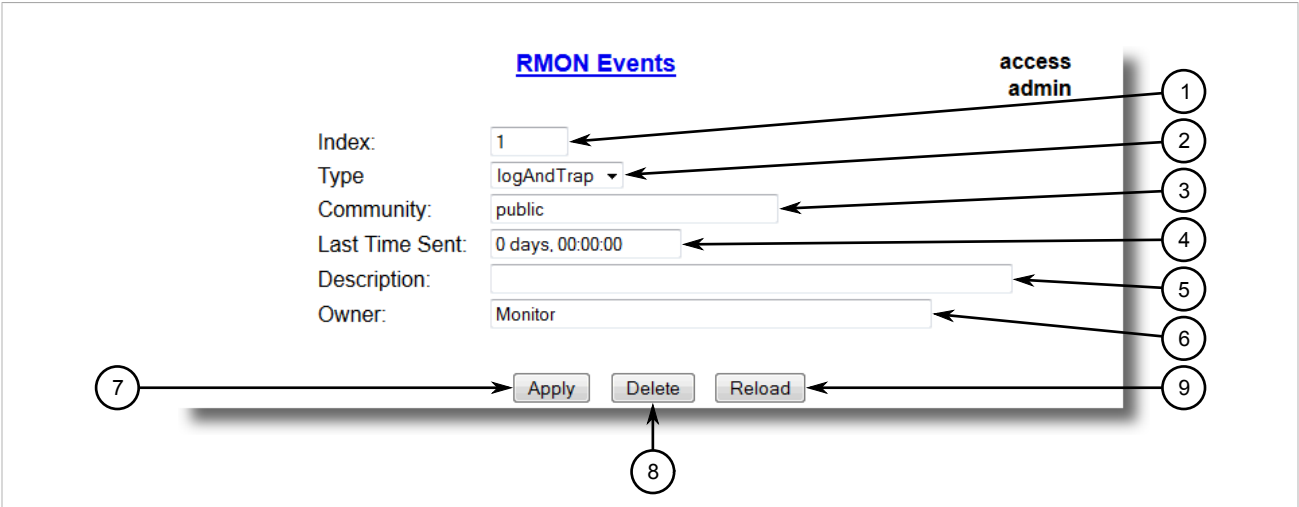 RMON Events
access
admin
1
Index: 1
2
Type logAndTrap
3
Community: public
4
Last Time Sent: 0 days, 00:00:00
5
Description:
6
Owner: Monitor
7 Apply Delete Reload 9
8